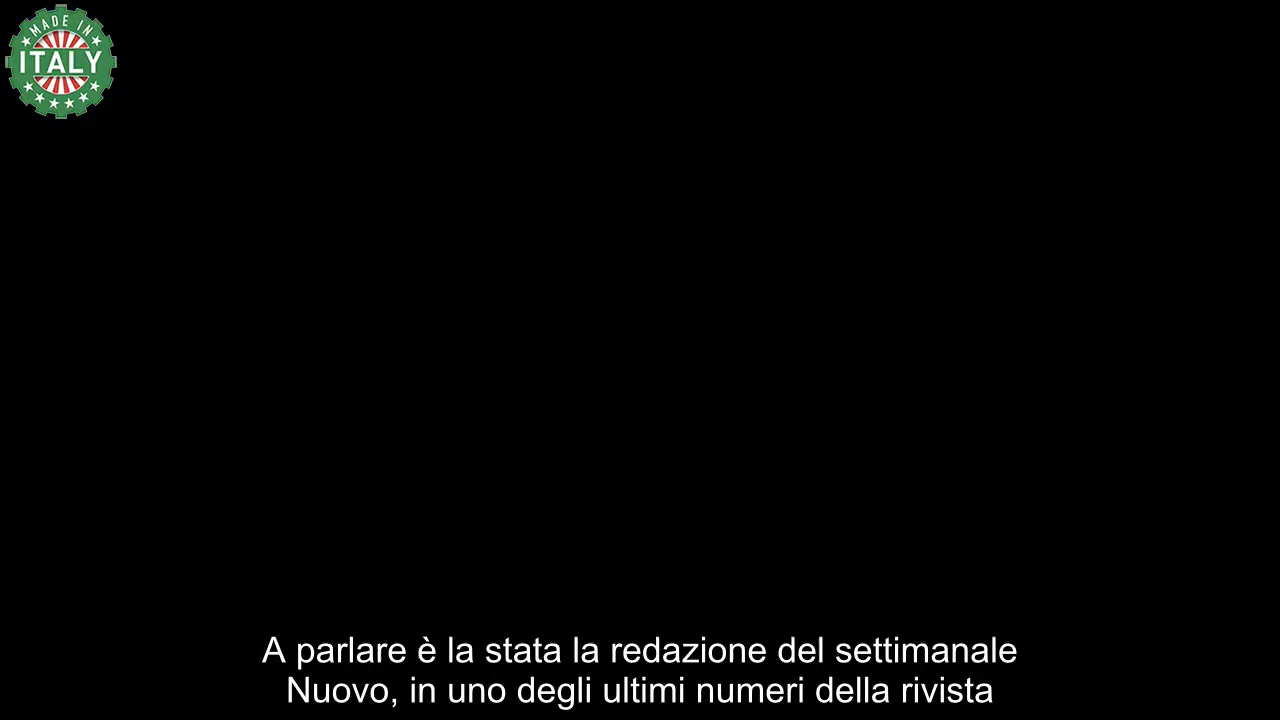 MADE IN
ITALY
A parlare è la stata la redazione del settimanale
Nuovo, in uno degli ultimi numeri della rivista